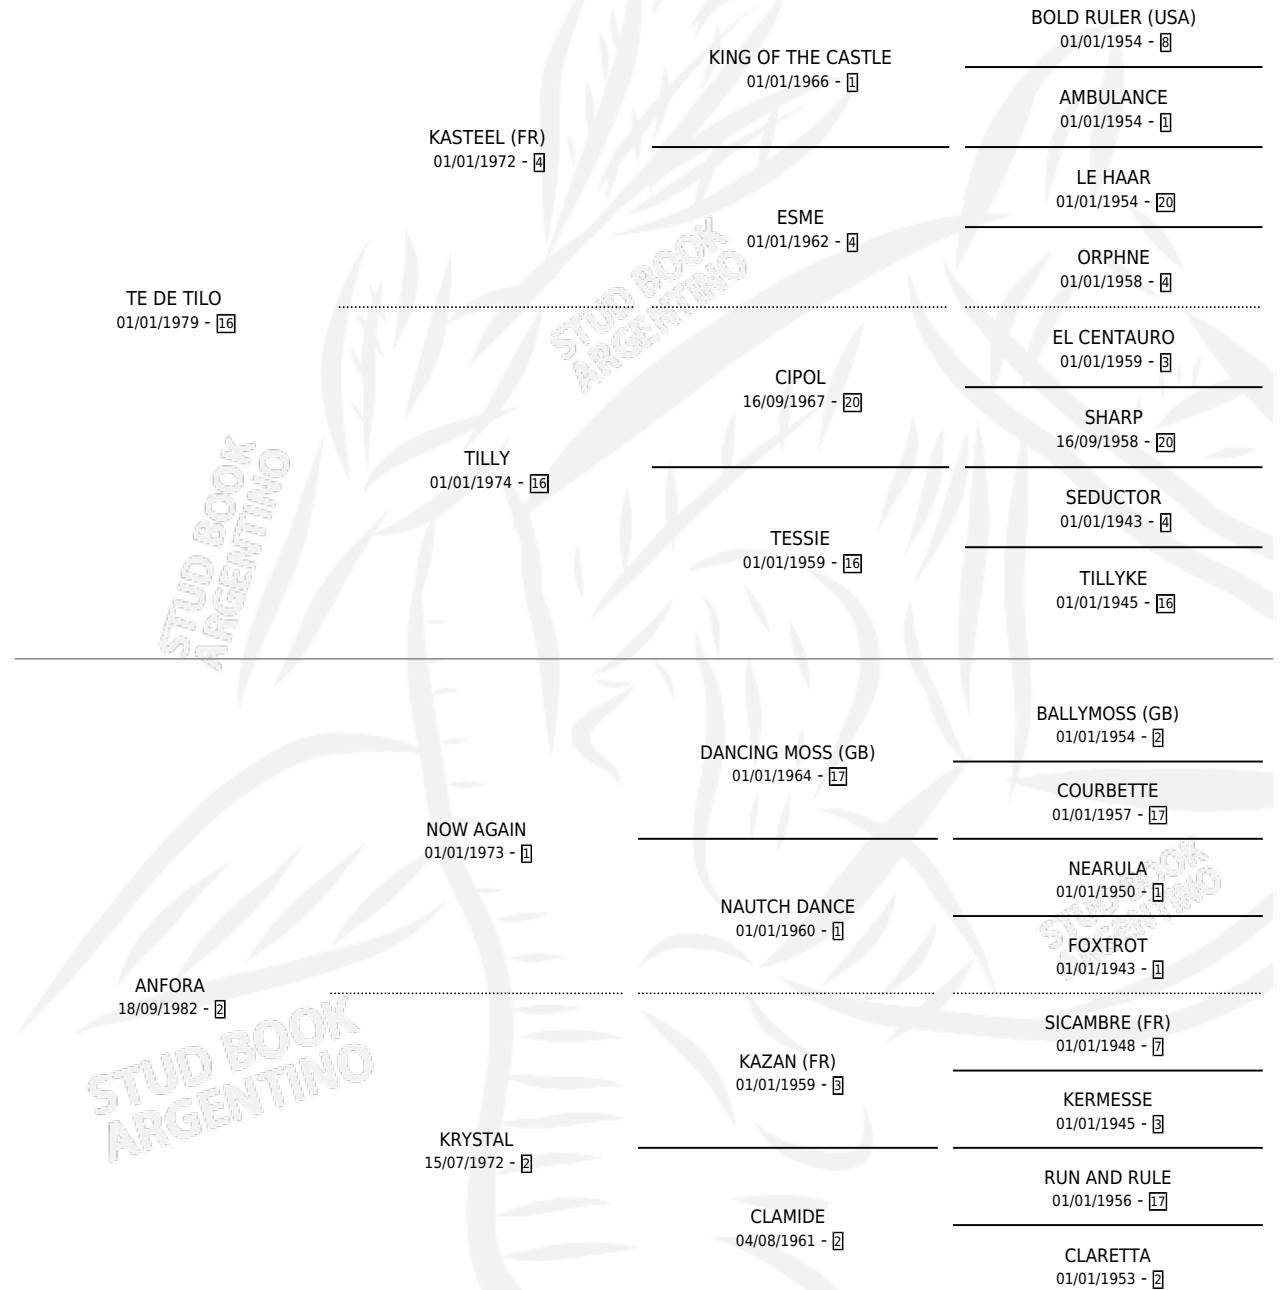 BOLD RULER (USA)
01/01/1954 - 8
KING OF THE CASTLE
01/01/1966 - 1
AMBULANCE
01/01/1954 - 1
KASTEEL (FR)
01/01/1972 - 4
LE HAAR
01/01/1954 - 20
ESME
01/01/1962 - 4
ORPHNE
01/01/1958 - 4
TE DE TILO
01/01/1979 - 16
EL CENTAURO
01/01/1959 - 3
CIPOL
16/09/1967 - 20
SHARP
16/09/1958 - 20
TILLY
01/01/1974 - 16
SEDUCTOR
01/01/1943 - 4
TESSIE
01/01/1959 - 16
TILLYKE
01/01/1945 - 16
BALLYMOSS (GB)
01/01/1954 - 2
DANCING MOSS (GB)
01/01/1964 - 17
COURBETTE
01/01/1957 - 17
NOW AGAIN
01/01/1973 - 1
NEARULA
01/01/1950 - 1
NAUTCH DANCE
01/01/1960 - 1
FOXTROT
01/01/1943 - 1
ANFORA
18/09/1982 - 2
SICAMBRE (FR)
01/01/1948 - 7
KAZAN (FR)
01/01/1959 - 3
KERMESSE
01/01/1945 - 3
KRYSTAL
15/07/1972 - 2
RUN AND RULE
01/01/1956 - 17
CLAMIDE
04/08/1961 - 2
CLARETTA
01/01/1953 - 2
STUD BOOK
ARGENTINO
STUD BOOK
ARGENTINO
STUD BOOK
ARGENTINO
STUD BOOK
ARGENTINO